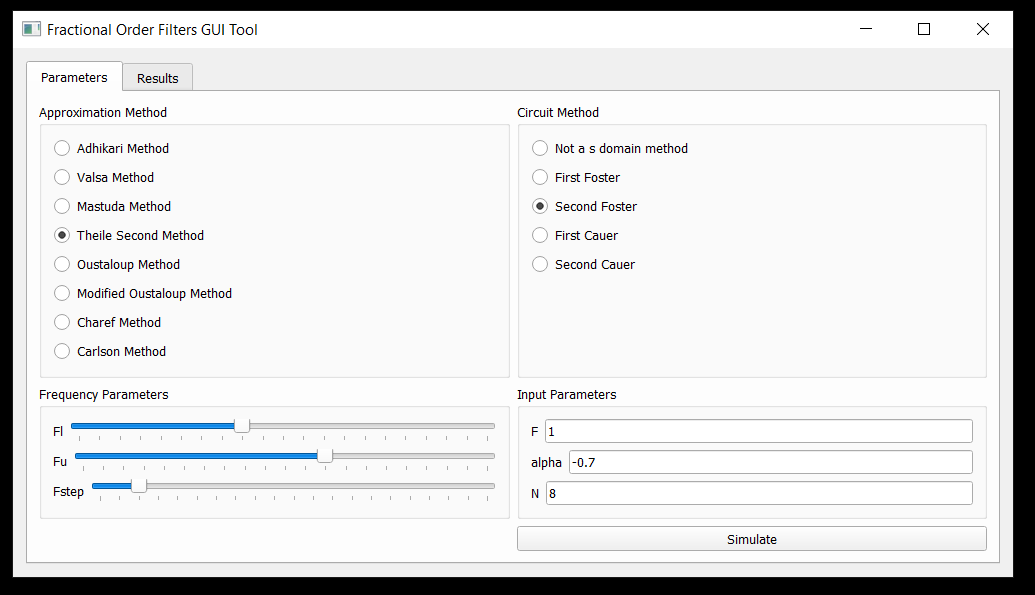 Fractional Order Filters GUI Tool
Parameters
Results
Approximation Method
Adhikari Method
Valsa Method
Mastuda Method
Theile Second Method
Oustaloup Method
Modified Oustaloup Method
Charef Method
Carlson Method
Circuit Method
Not a s domain method
First Foster
Second Foster
First Cauer
Second Cauer
Frequency Parameters
Fl
Fu
Fstep
Input Parameters
F 1
alpha -0.7
N 8
Simulate